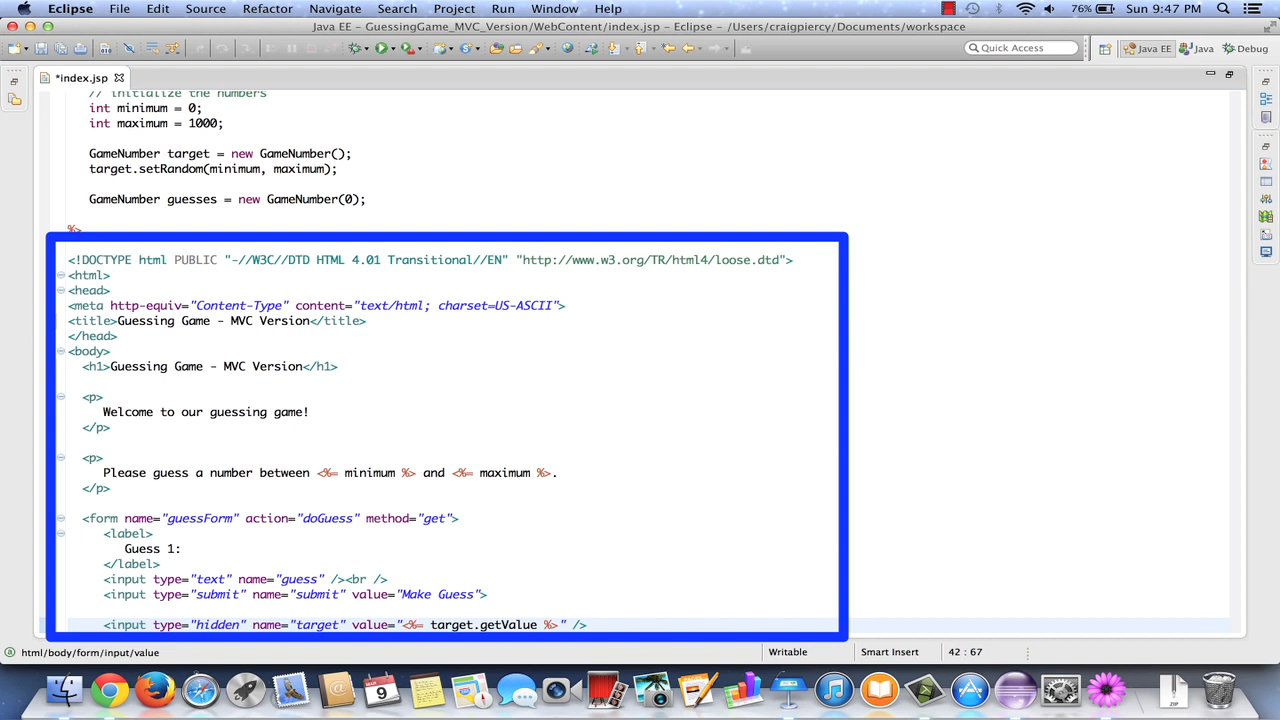 Eclipse File Edit Source Refactor Navigate Search Project Run Window Help 76% Sun 9:47 PM
Java EE - GuessingGame_MVC_Version/WebContent/index.jsp - Eclipse - /Users/craigpiercy/Documents/workspace
Quick Access Java EE Java Debug
*index.jsp
// initialize the numbers
int minimum = 0;
int maximum = 1000;
GameNumber target = new GameNumber();
target.setRandom(minimum, maximum);
GameNumber guesses = new GameNumber(0);
%>
<!DOCTYPE html PUBLIC "-//W3C//DTD HTML 4.01 Transitional//EN" "http://www.w3.org/TR/html4/loose.dtd">
<html>
<head>
<meta http-equiv="Content-Type" content="text/html; charset=US-ASCII">
<title>Guessing Game - MVC Version</title>
</head>
<body>
<h1>Guessing Game - MVC Version</h1>
<p>
Welcome to our guessing game!
</p>
<p>
Please guess a number between <%= minimum %> and <%= maximum %>.
</p>
<form name="guessForm" action="doGuess" method="get">
<label>
Guess 1:
</label>
<input type="text" name="guess" /><br />
<input type="submit" name="submit" value="Make Guess">
<input type="hidden" name="target" value="<%= target.getValue %>" />
html/body/form/input/value Writable Smart Insert 42 : 67
MAR
9
ZIP